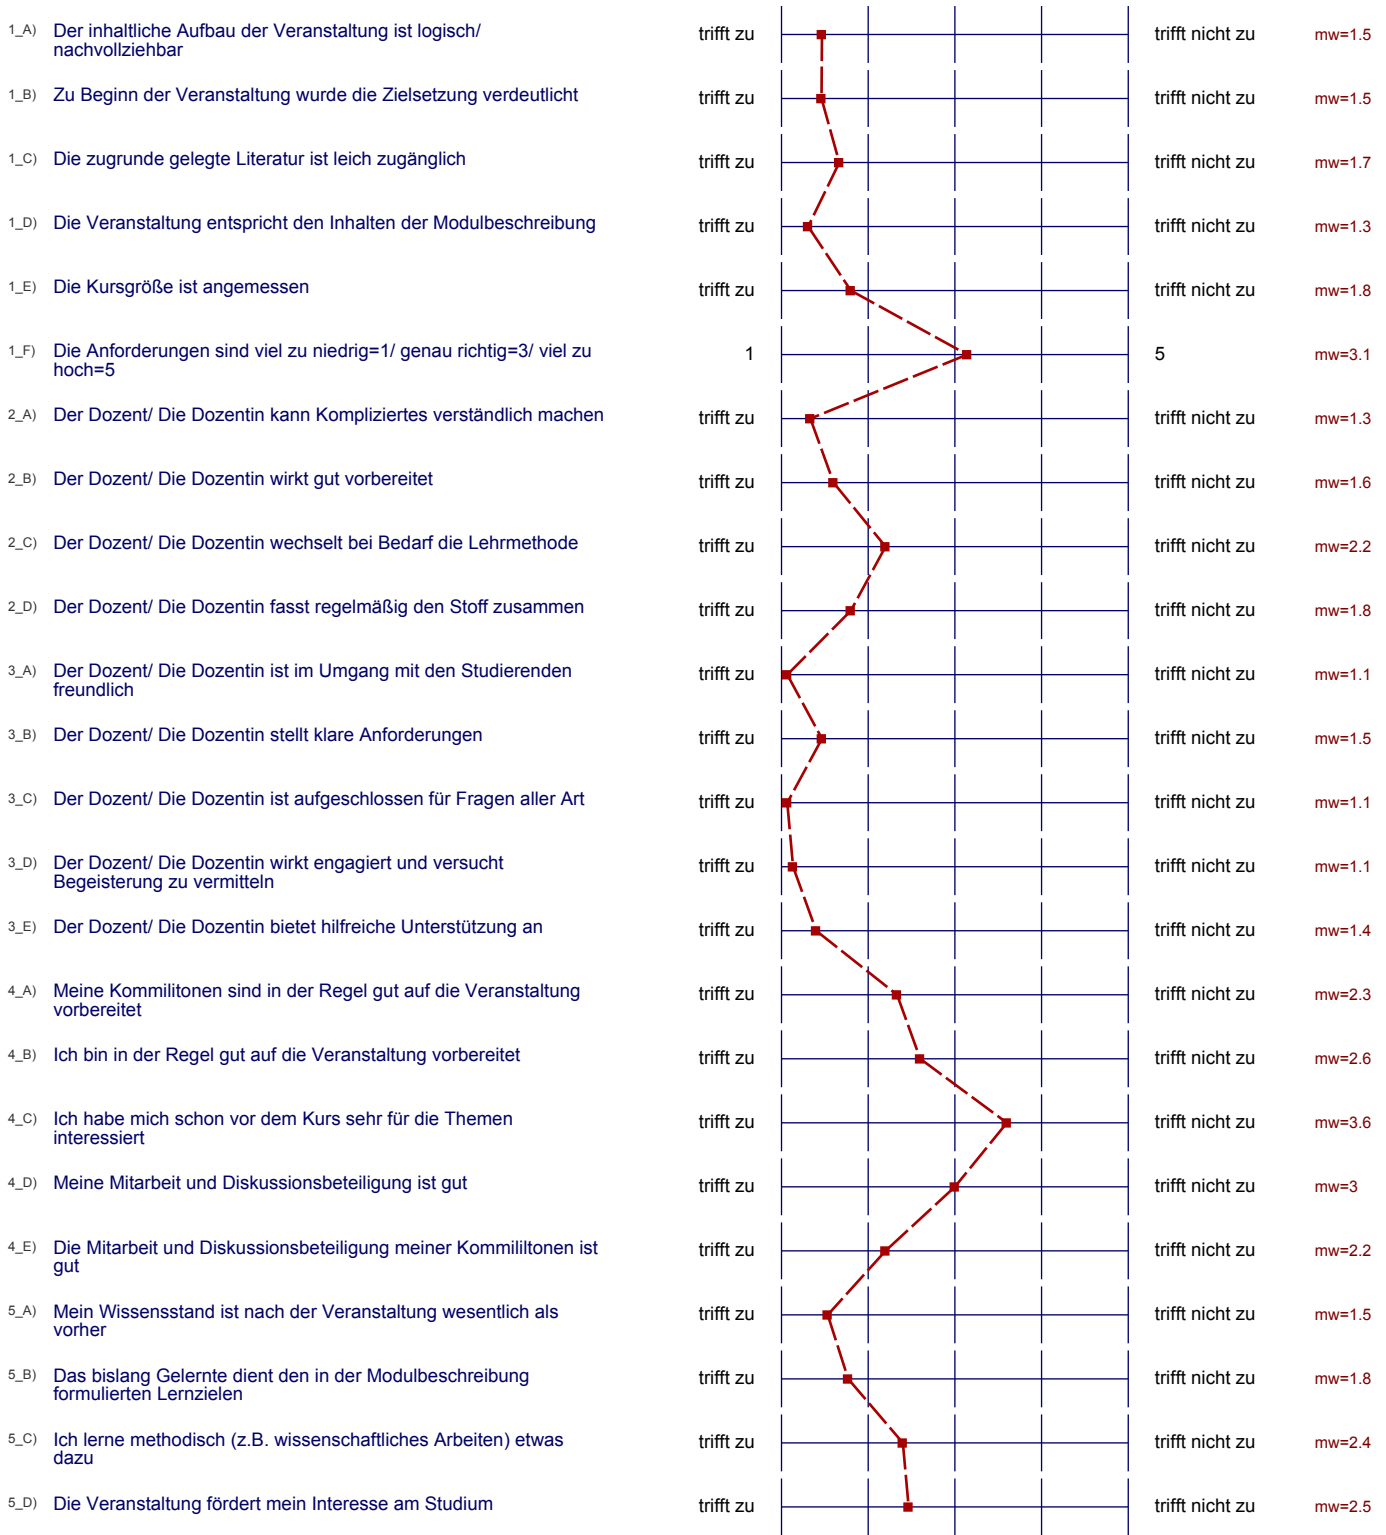 1_A) Der inhaltliche Aufbau der Veranstaltung ist logisch/ trifft zu trifft nicht zu mw=1.5
nachvollziehbar
1_B) Zu Beginn der Veranstaltung wurde die Zielsetzung verdeutlicht trifft zu trifft nicht zu mw=1.5
1_C) Die zugrunde gelegte Literatur ist leich zugänglich trifft zu trifft nicht zu mw=1.7
1_D) Die Veranstaltung entspricht den Inhalten der Modulbeschreibung trifft zu trifft nicht zu mw=1.3
1_E) Die Kursgröße ist angemessen trifft zu trifft nicht zu mw=1.8
1_F) Die Anforderungen sind viel zu niedrig=1/ genau richtig=3/ viel zu 1 5 mw=3.1
hoch=5
2_A) Der Dozent/ Die Dozentin kann Kompliziertes verständlich machen trifft zu trifft nicht zu mw=1.3
2_B) Der Dozent/ Die Dozentin wirkt gut vorbereitet trifft zu trifft nicht zu mw=1.6
2_C) Der Dozent/ Die Dozentin wechselt bei Bedarf die Lehrmethode trifft zu trifft nicht zu mw=2.2
2_D) Der Dozent/ Die Dozentin fasst regelmäßig den Stoff zusammen trifft zu trifft nicht zu mw=1.8
3_A) Der Dozent/ Die Dozentin ist im Umgang mit den Studierenden trifft zu trifft nicht zu mw=1.1
freundlich
3_B) Der Dozent/ Die Dozentin stellt klare Anforderungen trifft zu trifft nicht zu mw=1.5
3_C) Der Dozent/ Die Dozentin ist aufgeschlossen für Fragen aller Art trifft zu trifft nicht zu mw=1.1
3_D) Der Dozent/ Die Dozentin wirkt engagiert und versucht trifft zu trifft nicht zu mw=1.1
Begeisterung zu vermitteln
3_E) Der Dozent/ Die Dozentin bietet hilfreiche Unterstützung an trifft zu trifft nicht zu mw=1.4
4_A) Meine Kommilitonen sind in der Regel gut auf die Veranstaltung trifft zu trifft nicht zu mw=2.3
vorbereitet
4_B) Ich bin in der Regel gut auf die Veranstaltung vorbereitet trifft zu trifft nicht zu mw=2.6
4_C) Ich habe mich schon vor dem Kurs sehr für die Themen trifft zu trifft nicht zu mw=3.6
interessiert
4_D) Meine Mitarbeit und Diskussionsbeteiligung ist gut trifft zu trifft nicht zu mw=3
4_E) Die Mitarbeit und Diskussionsbeteiligung meiner Kommililtonen ist trifft zu trifft nicht zu mw=2.2
gut
5_A) Mein Wissensstand ist nach der Veranstaltung wesentlich als trifft zu trifft nicht zu mw=1.5
vorher
5_B) Das bislang Gelernte dient den in der Modulbeschreibung trifft zu trifft nicht zu mw=1.8
formulierten Lernzielen
5_C) Ich lerne methodisch (z.B. wissenschaftliches Arbeiten) etwas trifft zu trifft nicht zu mw=2.4
dazu
5_D) Die Veranstaltung fördert mein Interesse am Studium trifft zu trifft nicht zu mw=2.5